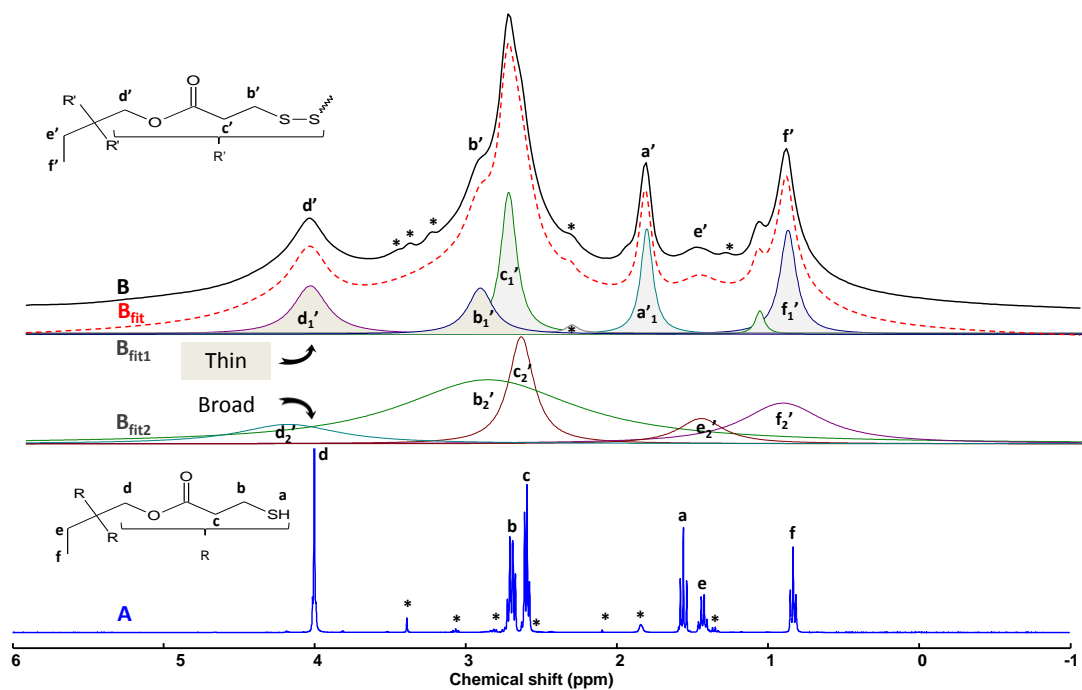 O b'
d' R'
O S S
e' R' c'
f' R'
d' b' a' e' f'
* * * * *
B
B_fit
d₁' b₁' c₁' * a'₁ f₁'
B_fit1 Thin
Broad
B_fit2
d₂' b₂' c₂' e₂' f₂'
O
d b a
R
O SH
e R c
f R
d b c a e f
* * * * * * *
A
6 5 4 3 2 1 0 -1
Chemical shift (ppm)